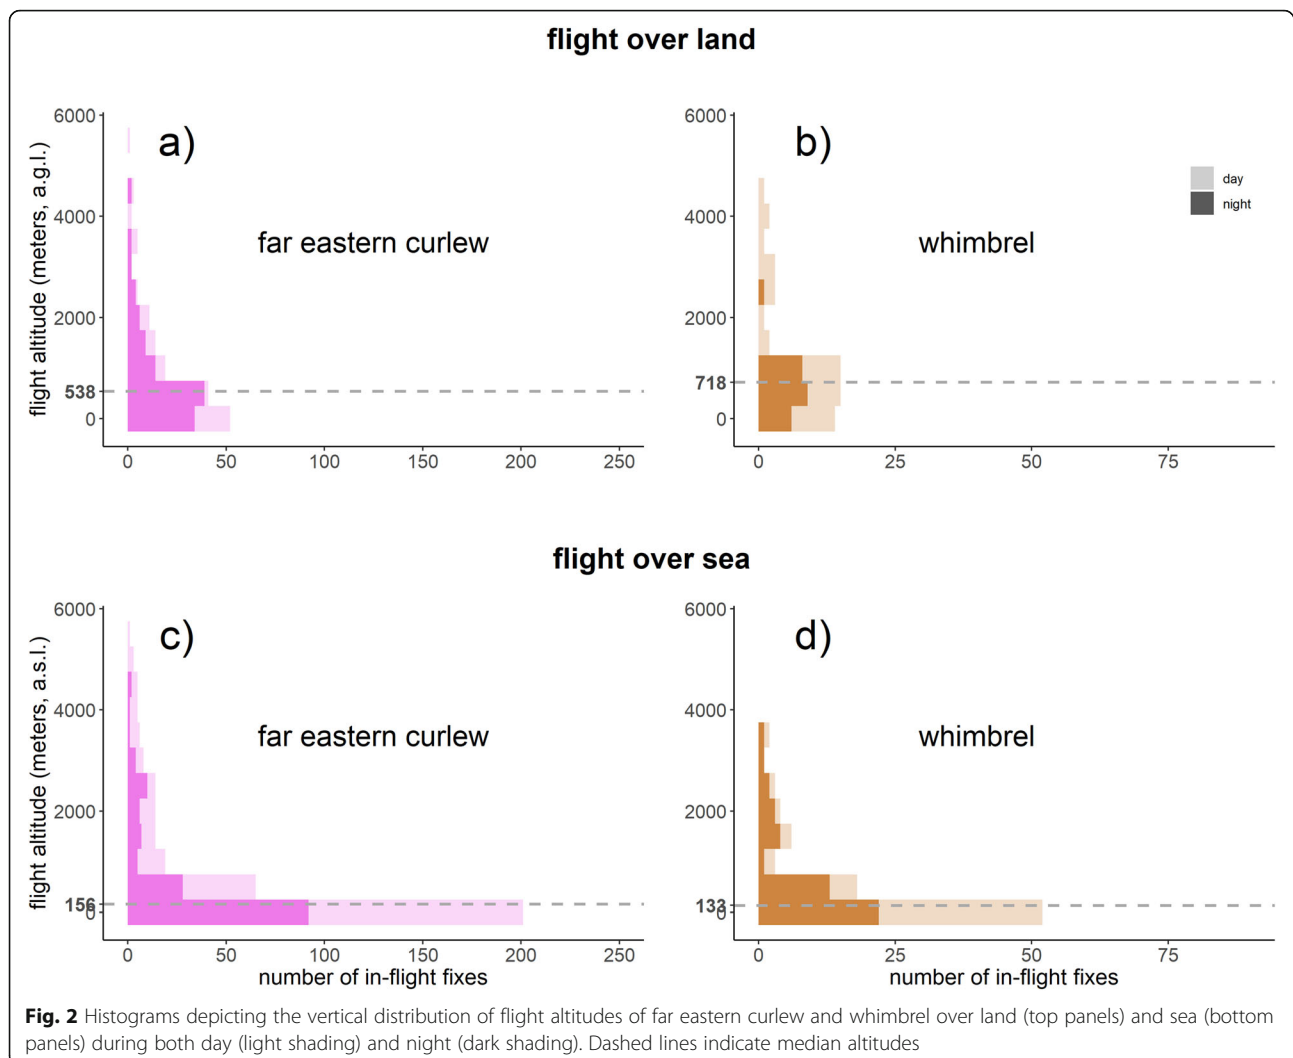 flight over land
flight altitude (meters, a.g.l.)
6000
4000
2000
538
0
a)
far eastern curlew
0 50 100 150 200 250
6000
4000
2000
718
0
b)
whimbrel
day
night
0 25 50 75
flight over sea
flight altitude (meters, a.s.l.)
6000
4000
2000
156
0
c)
far eastern curlew
0 50 100 150 200 250
number of in-flight fixes
6000
4000
2000
133
0
d)
whimbrel
0 25 50 75
number of in-flight fixes
Fig. 2 Histograms depicting the vertical distribution of flight altitudes of far eastern curlew and whimbrel over land (top panels) and sea (bottom
panels) during both day (light shading) and night (dark shading). Dashed lines indicate median altitudes